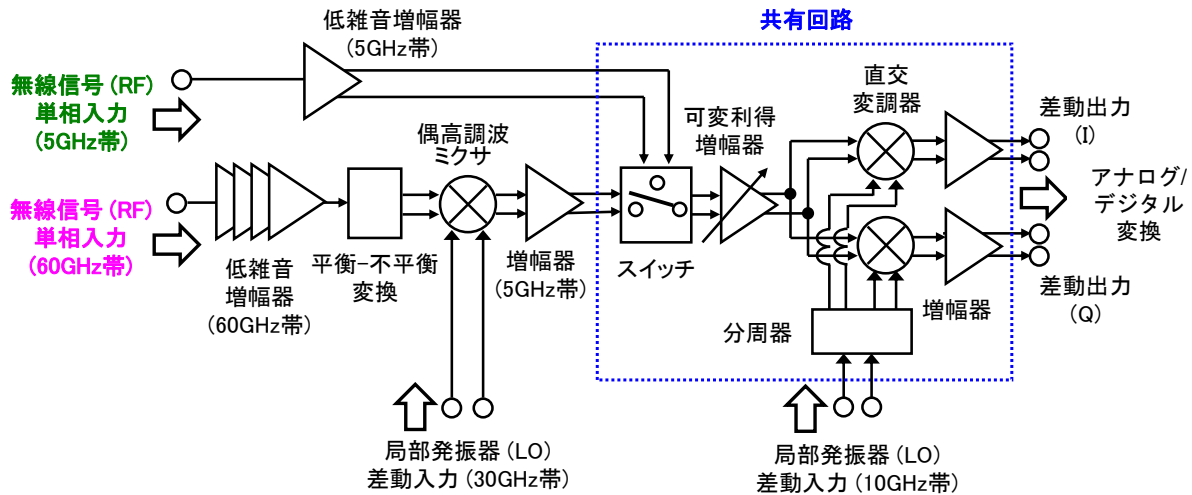 共有回路
低雑音増幅器
(5GHz帯)
無線信号(RF)
単相入力
(5GHz帯)
偶高調波
ミクサ
可変利得
増幅器
直交
変調器
差動出力
(I)
無線信号(RF)
単相入力
(60GHz帯)
アナログ/
デジタル
変換
低雑音
増幅器
(60GHz帯)
平衡-不平衡
変換
増幅器
(5GHz帯)
スイッチ
分周器
増幅器
差動出力
(Q)
局部発振器(LO)
差動入力(30GHz帯)
局部発振器(LO)
差動入力(10GHz帯)